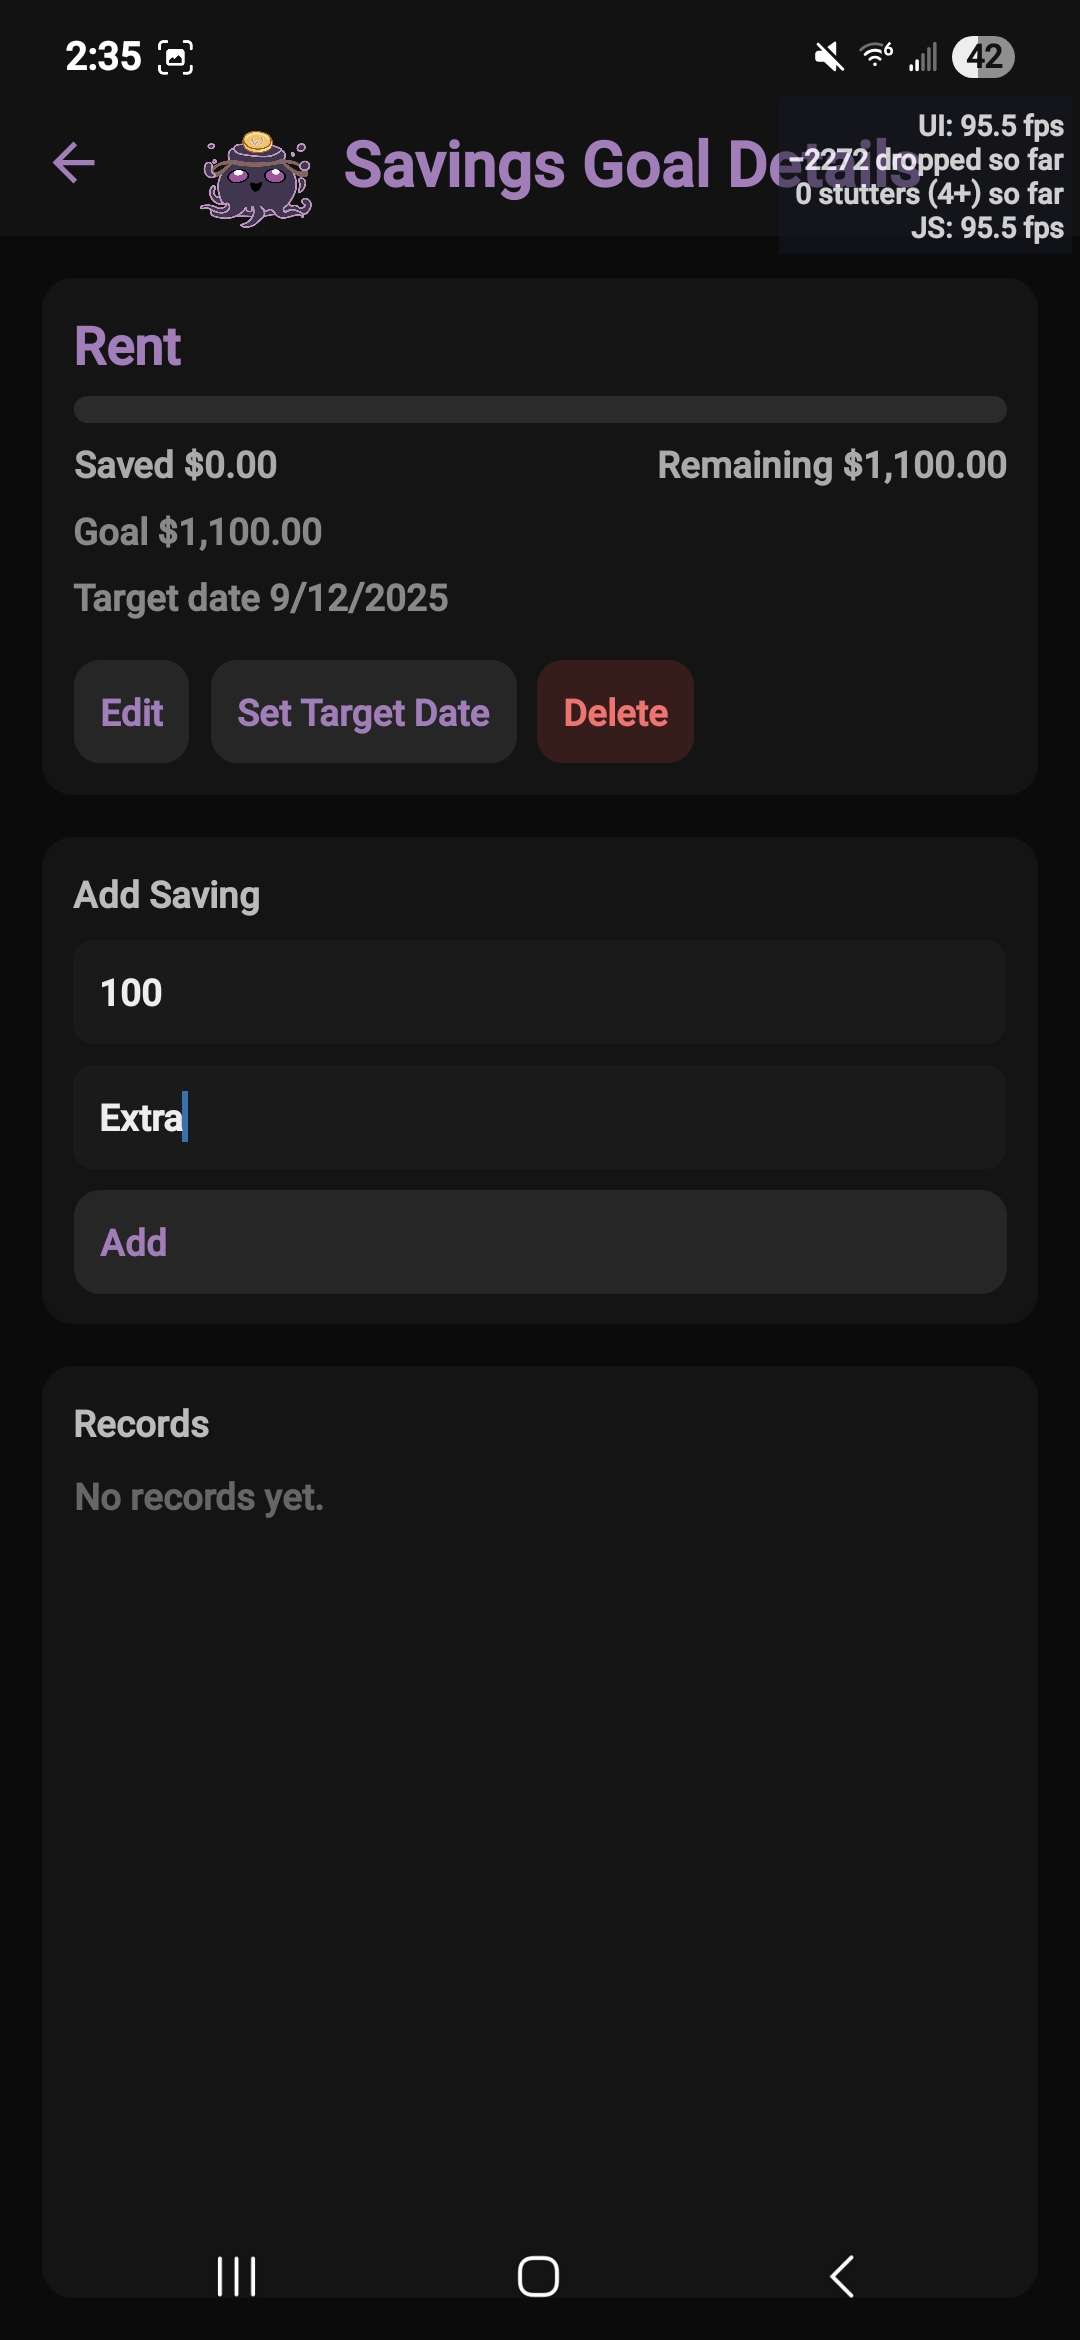 2:35
6
42
UI: 95.5 fps
Savings Goal Details
-2272 dropped so far
0 stutters (4+) so far
JS: 95.5 fps
Rent
Saved $0.00 Remaining $1,100.00
Goal $1,100.00
Target date 9/12/2025
Edit Set Target Date Delete
Add Saving
100
Extra
Add
Records
No records yet.